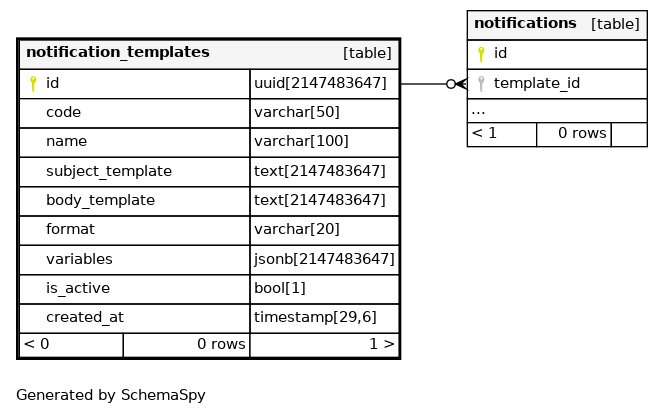 notification_templates [table]
id uuid[2147483647]
code varchar[50]
name varchar[100]
subject_template text[2147483647]
body_template text[2147483647]
format varchar[20]
variables jsonb[2147483647]
is_active bool[1]
created_at timestamp[29,6]
< 0 0 rows 1 >
notifications [table]
id
template_id
...
< 1 0 rows
Generated by SchemaSpy